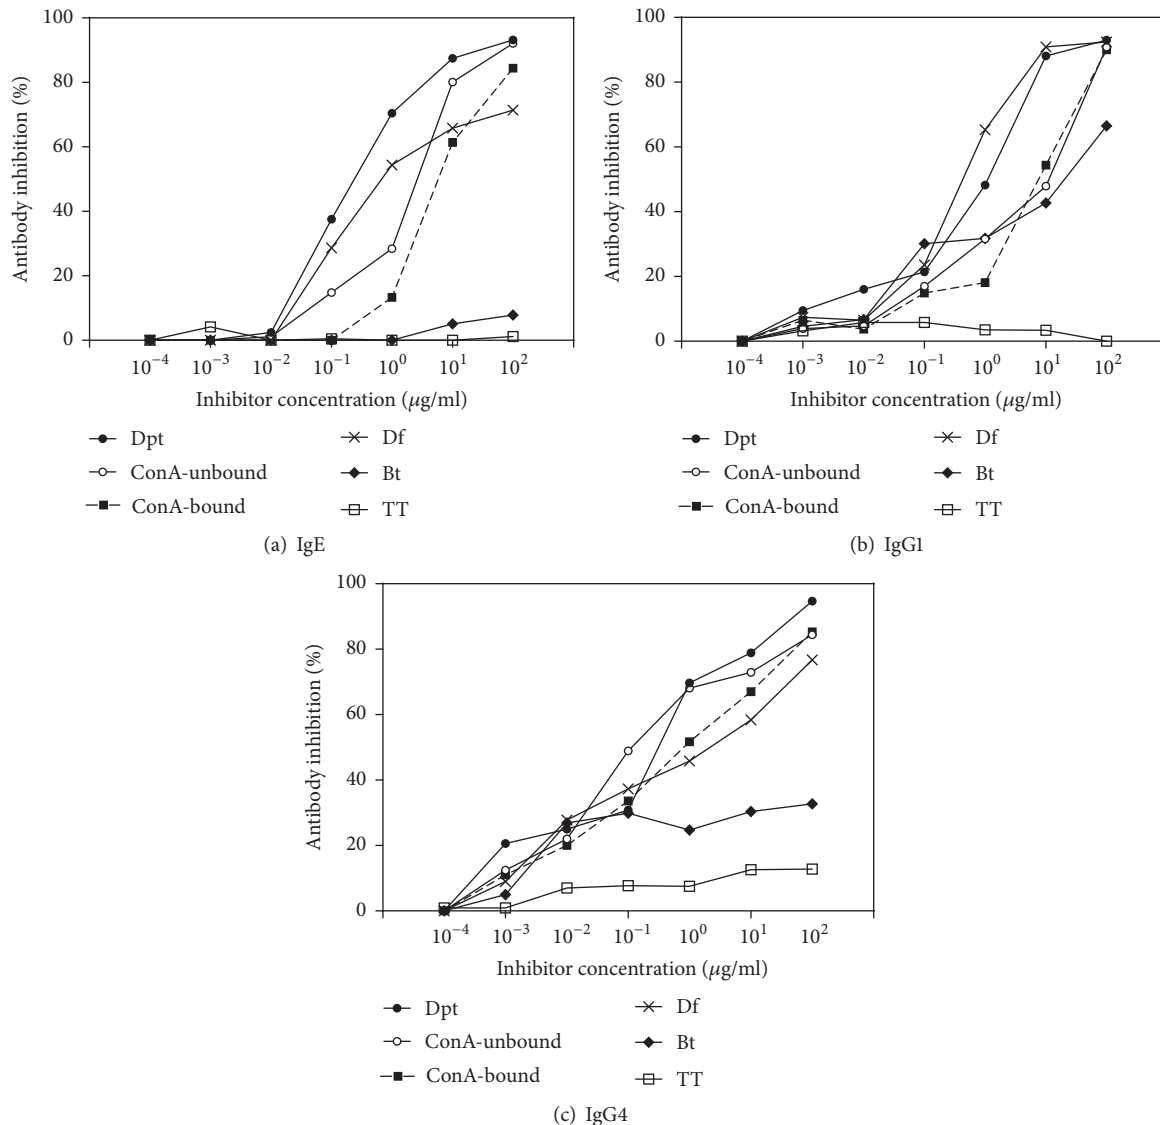 100
80
60
40
20
0
Antibody inhibition (%)
10⁻⁴ 10⁻³ 10⁻² 10⁻¹ 10⁰ 10¹ 10²
Inhibitor concentration (μg/ml)
Dpt Df
ConA-unbound Bt
ConA-bound TT
(a) IgE
100
80
60
40
20
0
Antibody inhibition (%)
10⁻⁴ 10⁻³ 10⁻² 10⁻¹ 10⁰ 10¹ 10²
Inhibitor concentration (μg/ml)
Dpt Df
ConA-unbound Bt
ConA-bound TT
(b) IgG1
100
80
60
40
20
0
Antibody inhibition (%)
10⁻⁴ 10⁻³ 10⁻² 10⁻¹ 10⁰ 10¹ 10²
Inhibitor concentration (μg/ml)
Dpt Df
ConA-unbound Bt
ConA-bound TT
(c) IgG4